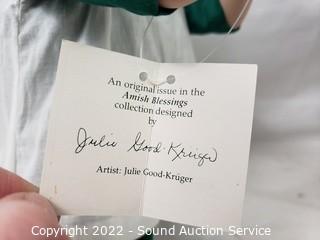 An original issue in the
Amish Blessings
collection designed
by
Julie Good-Krüger
Artist: Julie Good-Krüger
Copyright 2022 - Sound Auction Service